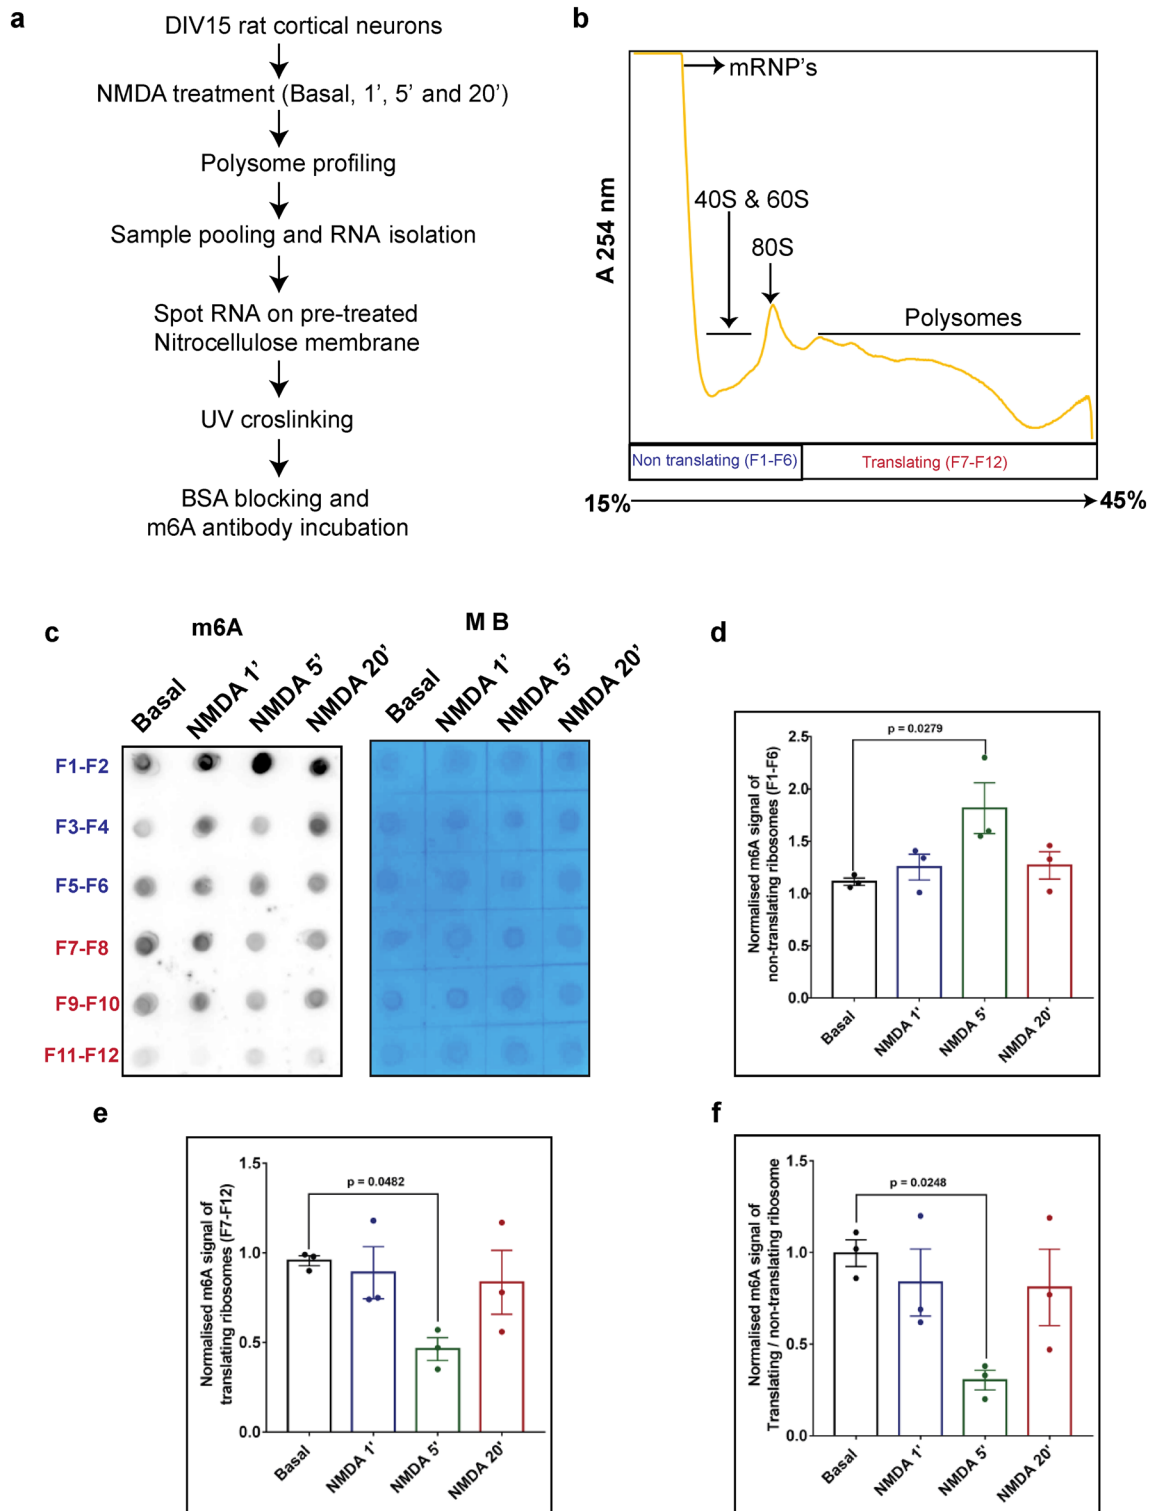 a
DIV15 rat cortical neurons
NMDA treatment (Basal, 1’, 5’ and 20’)
Polysome profiling
Sample pooling and RNA isolation
Spot RNA on pre-treated
Nitrocellulose membrane
UV croslinking
BSA blocking and
m6A antibody incubation
b
A 254 nm
mRNP's
40S & 60S
80S
Polysomes
Non translating (F1-F6)
Translating (F7-F12)
15%
45%
c
m6A
M B
Basal
NMDA 1’
NMDA 5’
NMDA 20’
Basal
NMDA 1’
NMDA 5’
NMDA 20’
F1-F2
F3-F4
F5-F6
F7-F8
F9-F10
F11-F12
d
Normalised m6A signal of
non-translating ribosomes (F1-F6)
2.5
2.0
1.5
1.0
0.5
0.0
p = 0.0279
Basal
NMDA 1'
NMDA 5'
NMDA 20'
e
Normalised m6A signal of
translating ribosomes (F7-F12)
1.5
1.0
0.5
0.0
p = 0.0482
Basal
NMDA 1'
NMDA 5'
NMDA 20'
f
Normalised m6A signal of
Translating / non-translating ribosome
1.5
1.0
0.5
0.0
p = 0.0248
Basal
NMDA 1'
NMDA 5'
NMDA 20'